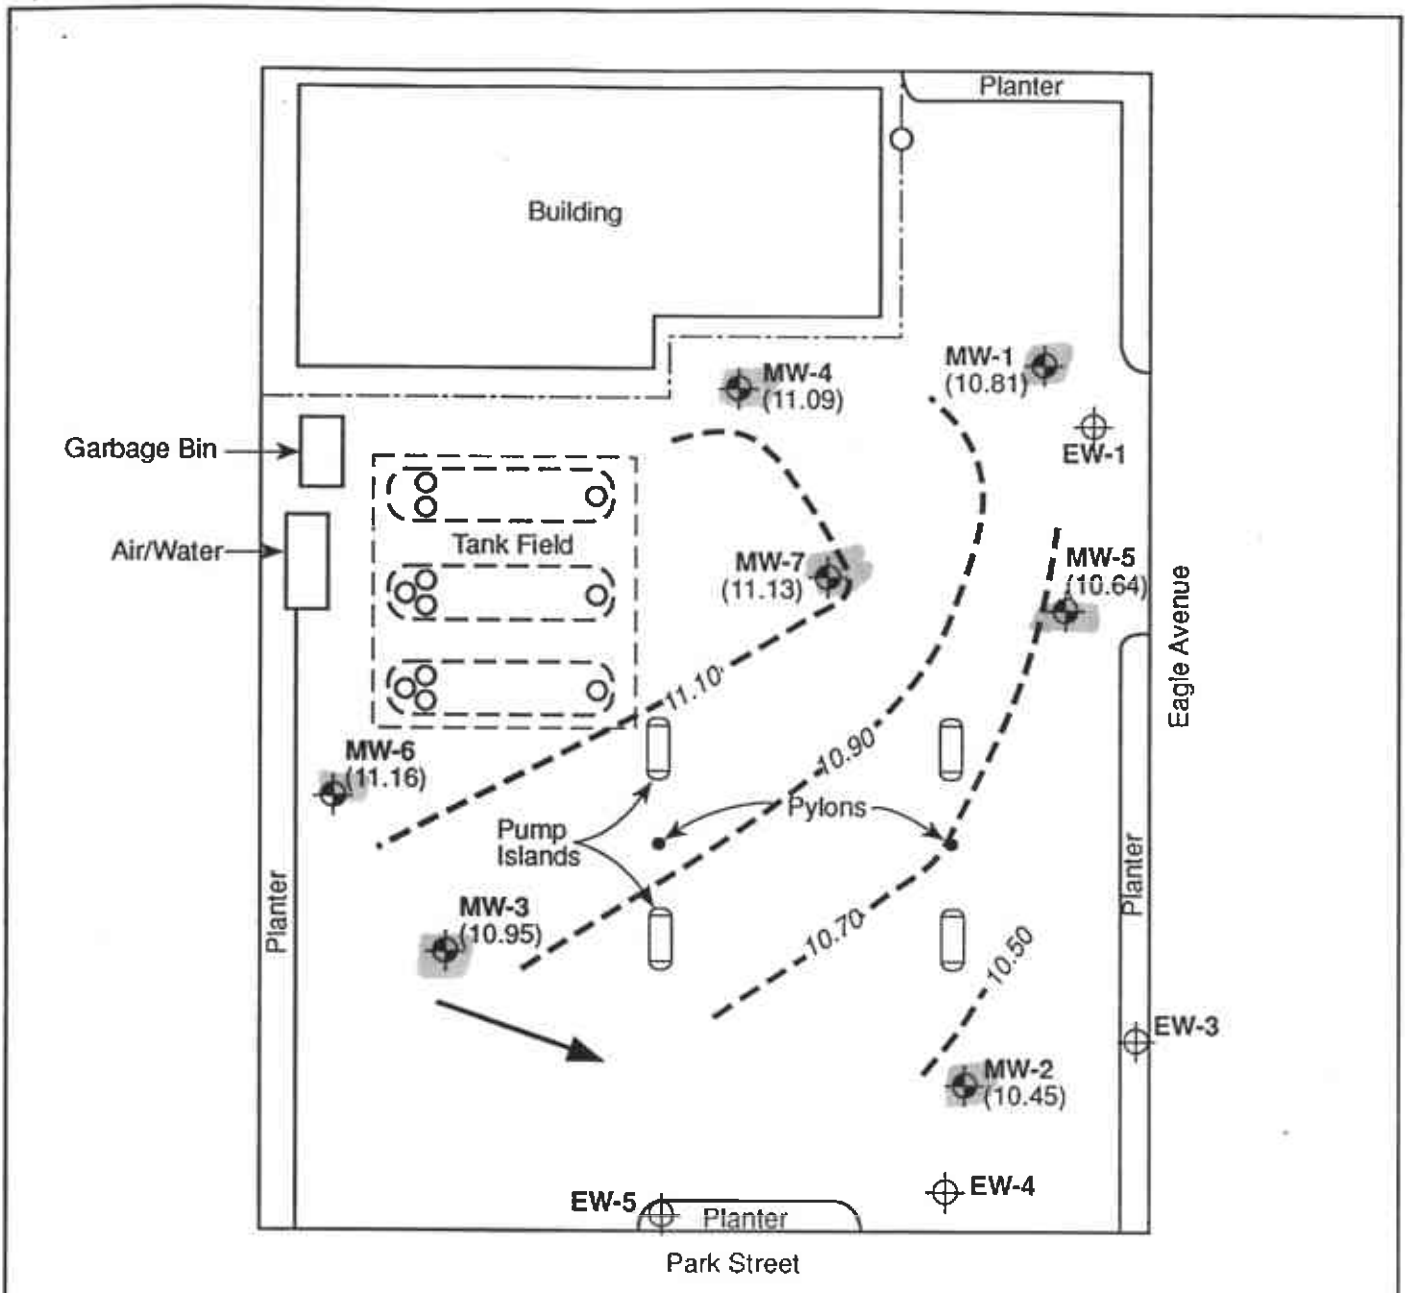 Planter
Building
MW-4
(11.09)
MW-1
(10.81)
EW-1
Garbage Bin
Air/Water
Tank Field
MW-7
(11.13)
MW-5
(10.64)
Eagle Avenue
11.10
MW-6
(11.16)
10.90
Pump
Islands
Pylons
Planter
Planter
MW-3
(10.95)
10.70
10.50
EW-3
MW-2
(10.45)
EW-4
EW-5
Planter
Park Street